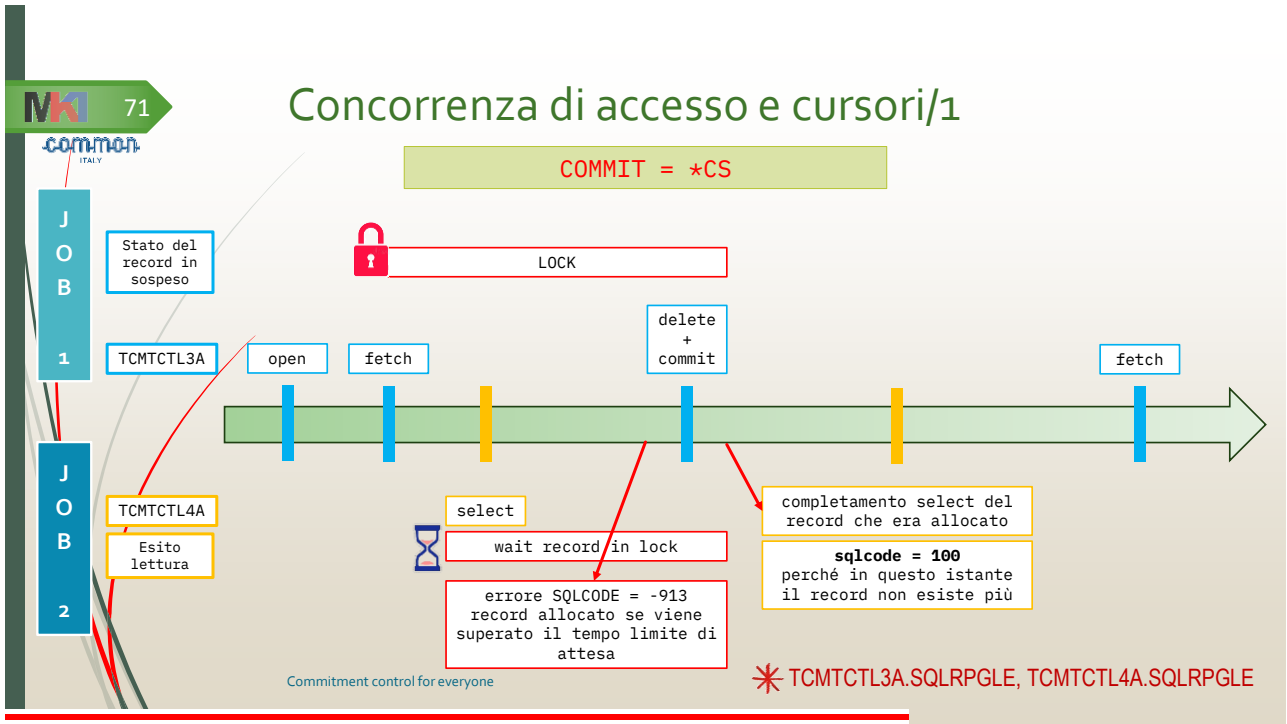 MK1
71
common
ITALY
Concorrenza di accesso e cursori/1
COMMIT = *CS
J
O
B
1
Stato del
record in
sospeso
LOCK
TCMTCTL3A
open
fetch
delete
+
commit
fetch
J
O
B
2
TCMTCTL4A
Esito
lettura
select
wait record in lock
errore SQLCODE = -913
record allocato se viene
superato il tempo limite di
attesa
completamento select del
record che era allocato
sqlcode = 100
perché in questo istante
il record non esiste più
Commitment control for everyone
TCMTCTL3A.SQLRPGLE, TCMTCTL4A.SQLRPGLE